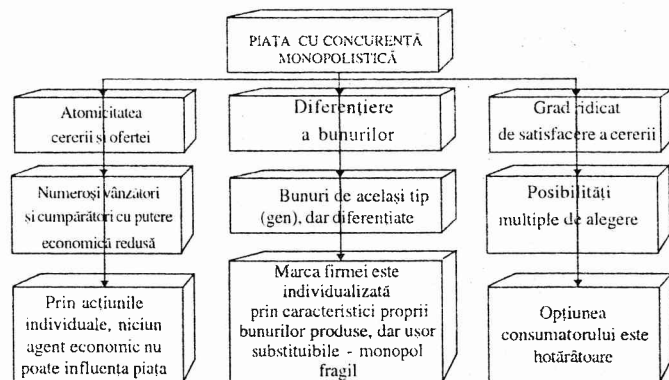 PIAȚA CU CONCURENȚĂ
MONOPOLISTICĂ
Atomicitatea
cererii si ofertei
Diferențiere
a bunurilor
Grad ridicat
de satisfacere a cererii
Numeroși vânzători
și cumpărători cu putere
economică redusă
Bunuri de același tip
(gen), dar diferentiate
Posibilități
multiple de alegere
Prin acțiunile
individuale, niciun
agent economic nu
poate influența piața
Marca firmei este
individualizată
prin caracteristici proprii
bunurilor produse, dar ușor
substituibile - monopol
fragil
Opțiunea
consumatorului este
hotărâtoare